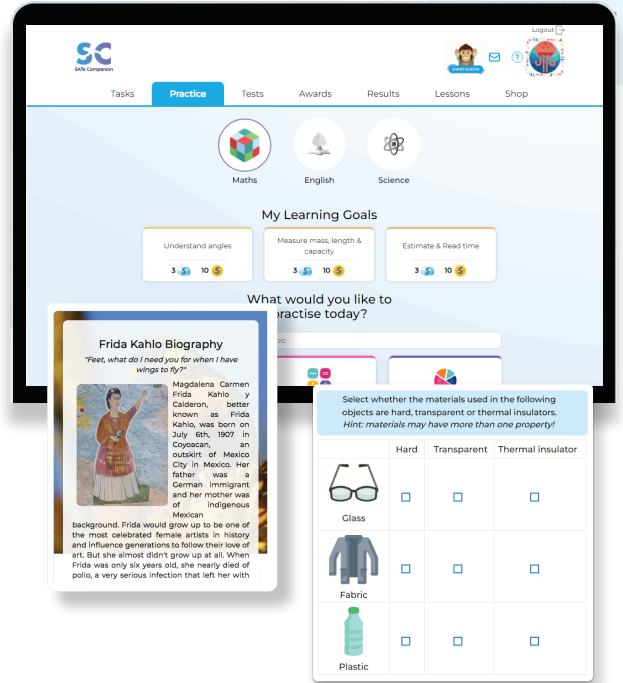 Logout
SC
SATs Companion
?
Tasks Practice Tests Awards Results Lessons Shop
Maths English Science
My Learning Goals
Understand angles
3 S 10 S
Measure mass, length &
capacity
3 S 10 S
Estimate & Read time
3 S 10 S
What would you like to
practise today?
Frida Kahlo Biography
"Feet, what do I need you for when I have
wings to fly?"
Magdalena Carmen
Frida Kahlo y
Calderon, better
known as Frida
Kahlo, was born on
July 6th, 1907 in
Coyoacan, an
outskirt of Mexico
City in Mexico. Her
father was a
German immigrant
and her mother was
of indigenous
Mexican
background. Frida would grow up to be one of
the most celebrated female artists in history
and influence generations to follow their love of
art. But she almost didn't grow up at all. When
Frida was only six years old, she nearly died of
polio, a very serious infection that left her with
Select whether the materials used in the following
objects are hard, transparent or thermal insulators.
Hint: materials may have more than one property!
Hard Transparent Thermal insulator
Glass
Fabric
Plastic